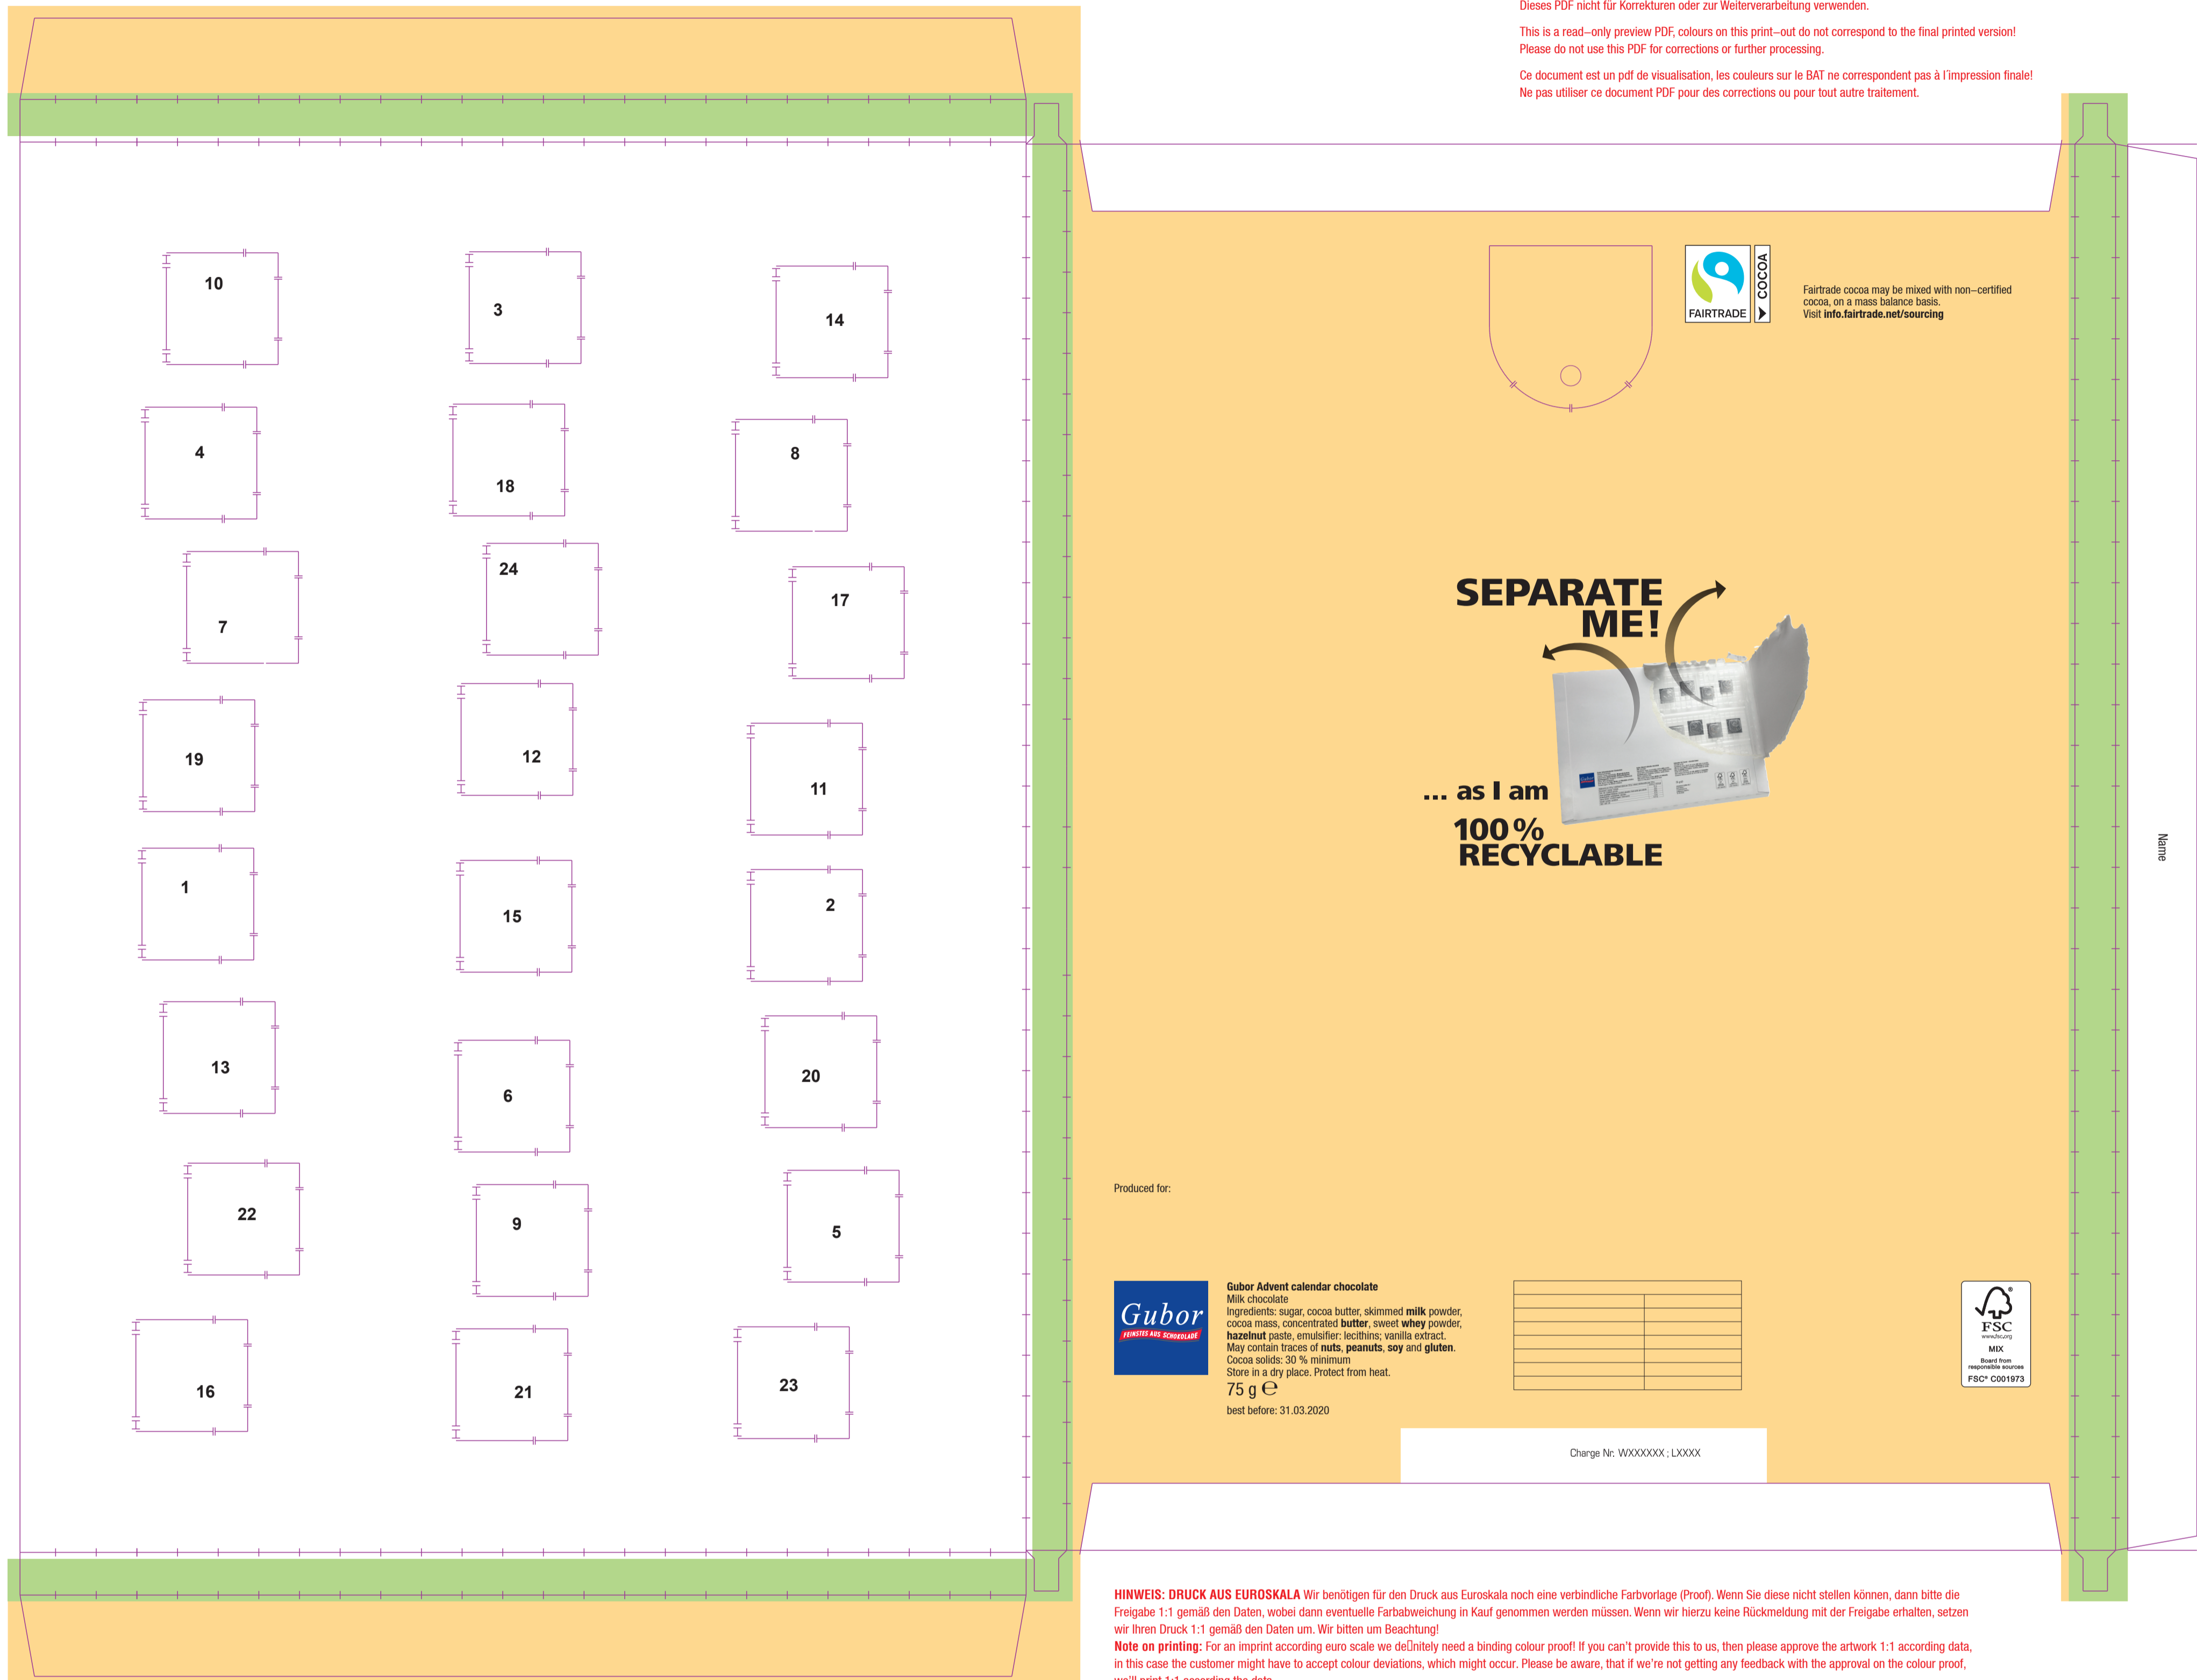 Dieses PDF nicht für Korrekturen oder zur Weiterverarbeitung verwenden.
This is a read–only preview PDF, colours on this print–out do not correspond to the final printed version!
Please do not use this PDF for corrections or further processing.
Ce document est un pdf de visualisation, les couleurs sur le BAT ne correspondent pas à l´impression finale!
Ne pas utiliser ce document PDF pour des corrections ou pour tout autre traitement.
10
3
14
4
18
8
7
24
17
19
12
11
1
15
2
13
6
20
22
9
5
16
21
23
FAIRTRADE
COCOA
Fairtrade cocoa may be mixed with non–certified
cocoa, on a mass balance basis.
Visit info.fairtrade.net/sourcing
SEPARATE
ME!
Gubor
... as I am
100%
RECYCLABLE
Name
Produced for:
Gubor
FEINSTES AUS SCHOKOLADE
Gubor Advent calendar chocolate
Milk chocolate
Ingredients: sugar, cocoa butter, skimmed milk powder,
cocoa mass, concentrated butter, sweet whey powder,
hazelnut paste, emulsifier: lecithins; vanilla extract.
May contain traces of nuts, peanuts, soy and gluten.
Cocoa solids: 30 % minimum
Store in a dry place. Protect from heat.
75 g ℮
best before: 31.03.2020
FSC
www.fsc.org
MIX
Board from
responsible sources
FSC® C001973
Charge Nr. WXXXXXX ; LXXXX
HINWEIS: DRUCK AUS EUROSKALA Wir benötigen für den Druck aus Euroskala noch eine verbindliche Farbvorlage (Proof). Wenn Sie diese nicht stellen können, dann bitte die
Freigabe 1:1 gemäß den Daten, wobei dann eventuelle Farbabweichung in Kauf genommen werden müssen. Wenn wir hierzu keine Rückmeldung mit der Freigabe erhalten, setzen
wir Ihren Druck 1:1 gemäß den Daten um. Wir bitten um Beachtung!
Note on printing: For an imprint according euro scale we de▯nitely need a binding colour proof! If you can't provide this to us, then please approve the artwork 1:1 according data,
in this case the customer might have to accept colour deviations, which might occur. Please be aware, that if we're not getting any feedback with the approval on the colour proof,
we'll print 1:1 according the data.